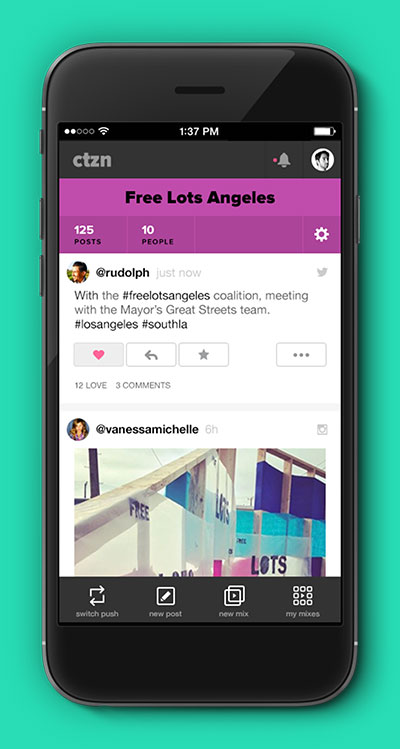 1:37 PM
ctzn
Free Lots Angeles
125 10
POSTS PEOPLE
@rudolph just now
With the #freelotsangeles coalition, meeting
with the Mayor's Great Streets team.
#losangeles #southla
12 LOVE 3 COMMENTS
@vanessamichelle 6h
FREE LOTS
LOTS
switch push new post new mix my mixes